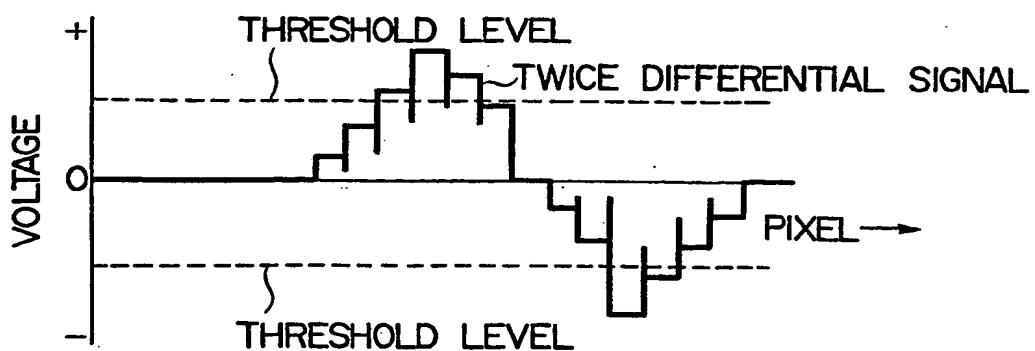 +
THRESHOLD LEVEL
TWICE DIFFERENTIAL SIGNAL
VOLTAGE
0
PIXEL
THRESHOLD LEVEL
-